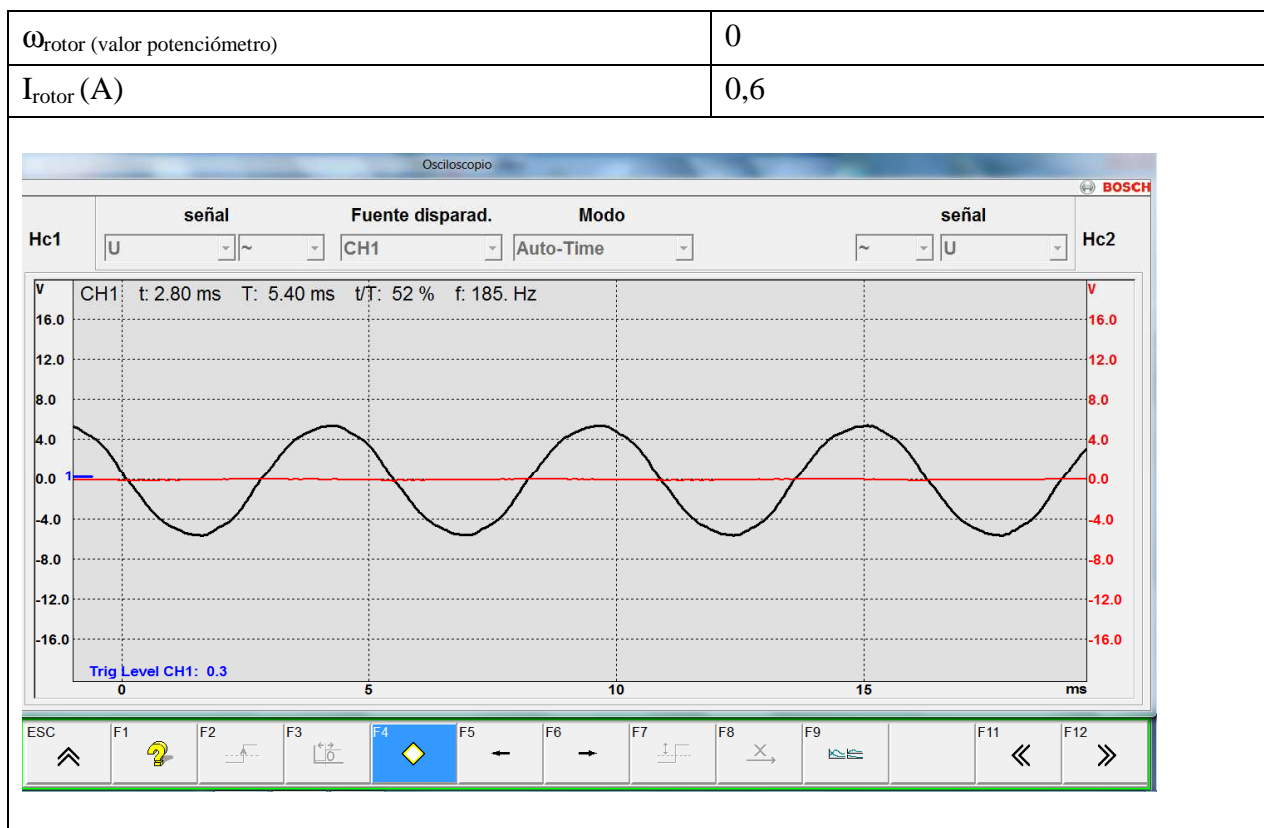 ωrotor (valor potenciómetro) 0
Irotor (A) 0,6
Osciloscopio
BOSCH
señal Fuente disparad. Modo señal
Hc1 U ~ CH1 Auto-Time ~ U Hc2
V CH1 t: 2.80 ms T: 5.40 ms t/T: 52 % f: 185. Hz V
16.0 16.0
12.0 12.0
8.0 8.0
4.0 4.0
0.0 1 0.0
-4.0 -4.0
-8.0 -8.0
-12.0 -12.0
-16.0 -16.0
Trig Level CH1: 0.3
0 5 10 15 ms
ESC F1 F2 F3 F4 F5 F6 F7 F8 F9 F11 F12